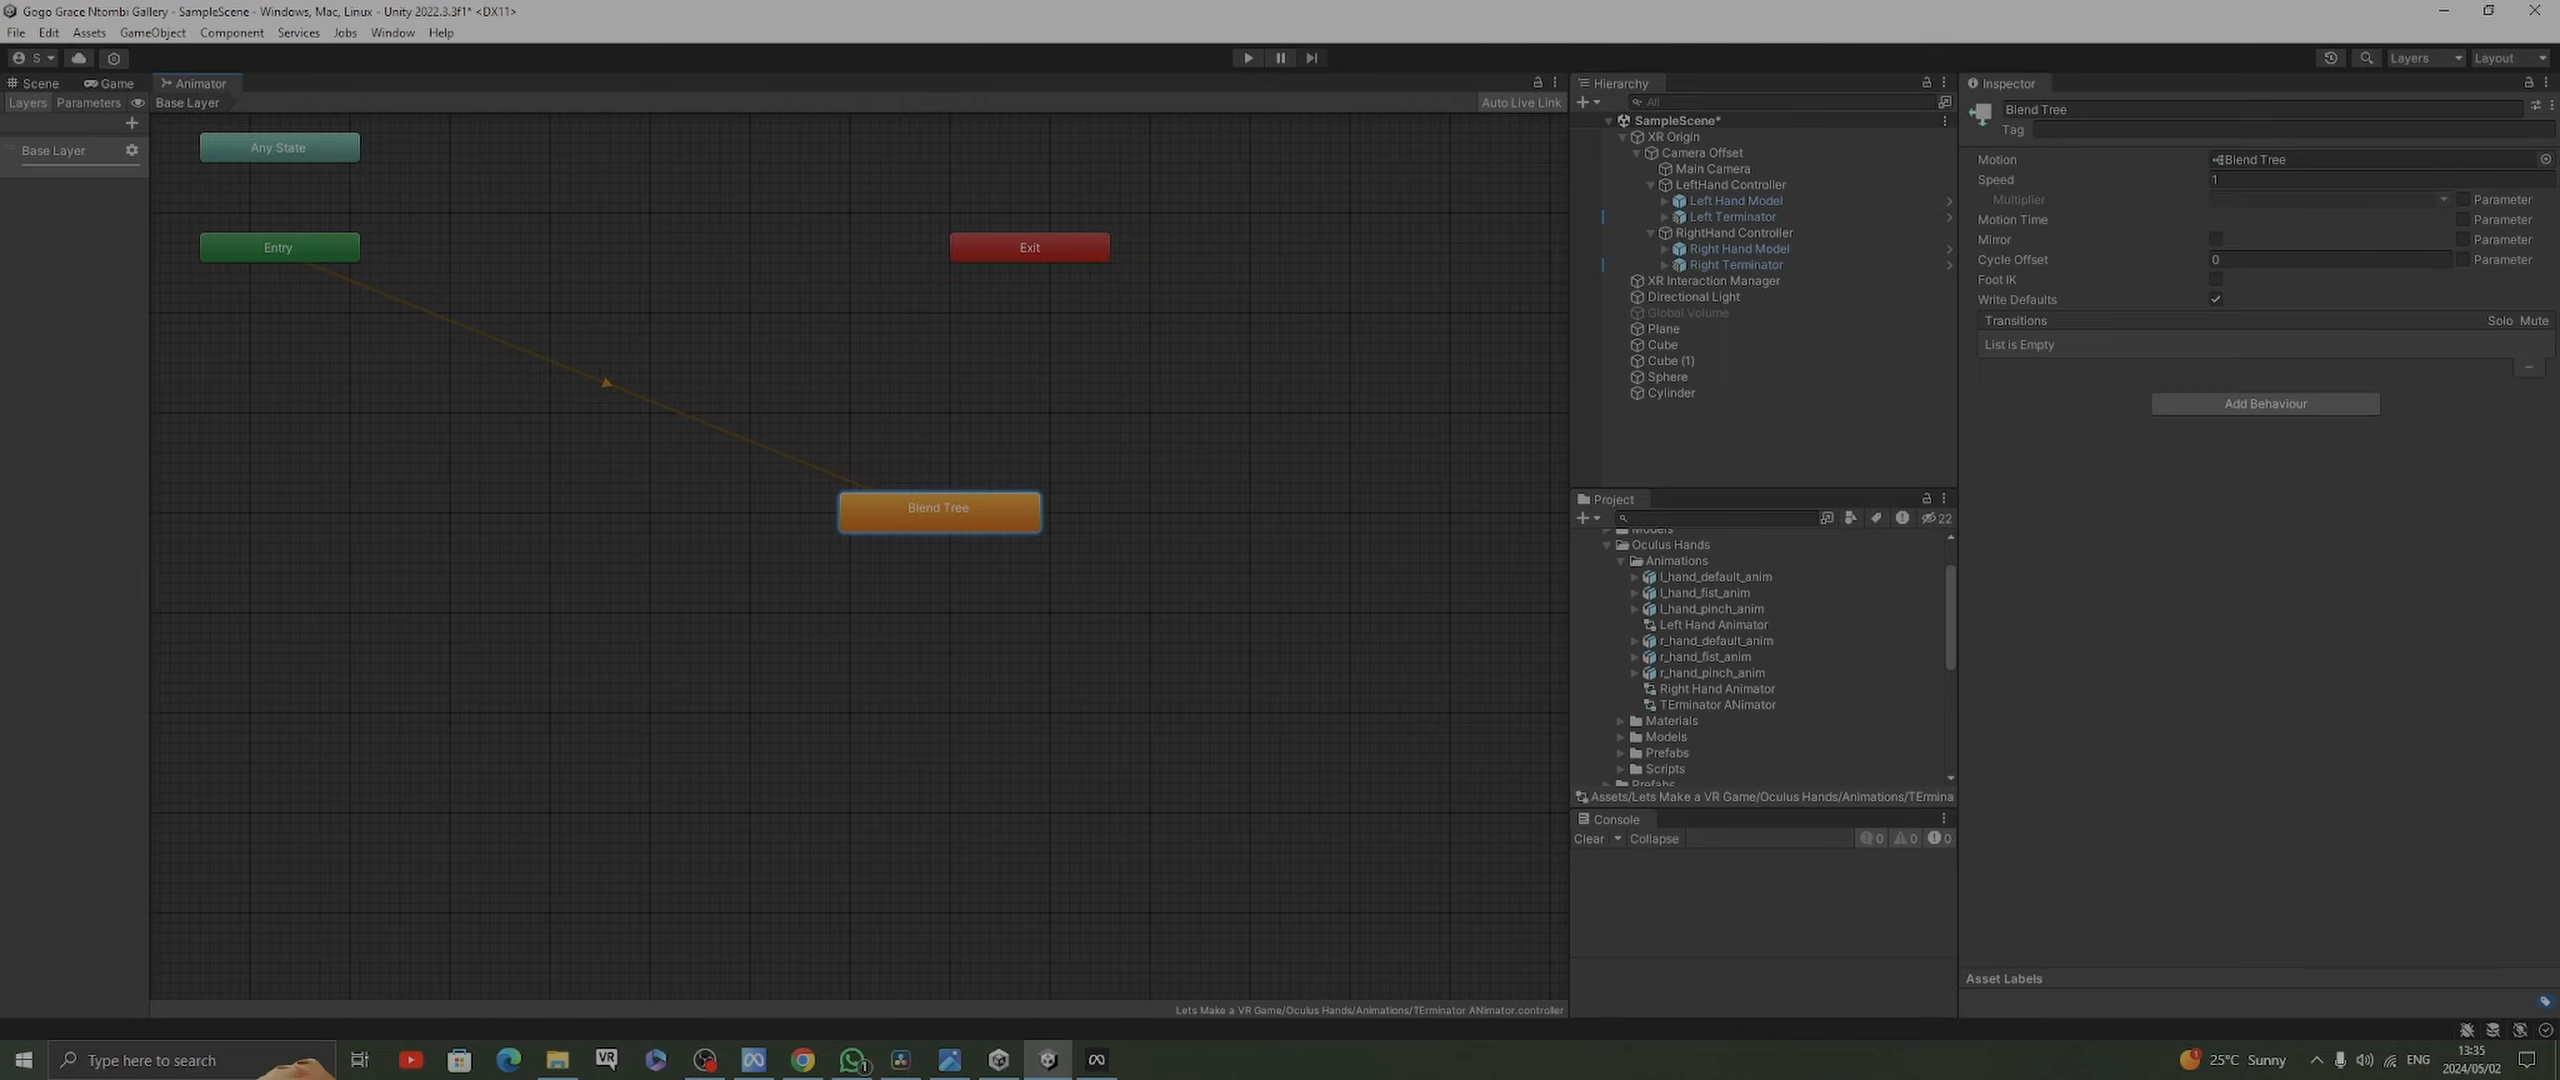 Gogo Grace Ntombi Gallery - SampleScene - Windows, Mac, Linux - Unity 2022.3.3f1* <DX11>
File Edit Assets GameObject Component Services Jobs Window Help
S Layers Layout
Scene Game Animator
Layers Parameters Base Layer Auto Live Link
Base Layer
Any State
Entry
Exit
Blend Tree
Lets Make a VR Game/Oculus Hands/Animations/TErminator ANimator.controller
Hierarchy
All
SampleScene*
XR Origin
Camera Offset
Main Camera
LeftHand Controller
Left Hand Model
Left Terminator
RightHand Controller
Right Hand Model
Right Terminator
XR Interaction Manager
Directional Light
Global Volume
Plane
Cube
Cube (1)
Sphere
Cylinder
Project
22
Models
Oculus Hands
Animations
l_hand_default_anim
l_hand_fist_anim
l_hand_pinch_anim
Left Hand Animator
r_hand_default_anim
r_hand_fist_anim
r_hand_pinch_anim
Right Hand Animator
TErminator ANimator
Materials
Models
Prefabs
Scripts
Prefabs
Assets/Lets Make a VR Game/Oculus Hands/Animations/TErmina
Console
Clear Collapse 0 0 0
Inspector
Blend Tree
Tag
Motion Blend Tree
Speed 1
Multiplier Parameter
Motion Time Parameter
Mirror Parameter
Cycle Offset 0 Parameter
Foot IK
Write Defaults
Transitions Solo Mute
List is Empty
Add Behaviour
Asset Labels
Type here to search
VR
1
1
25°C Sunny
ENG
13:35
2024/05/02